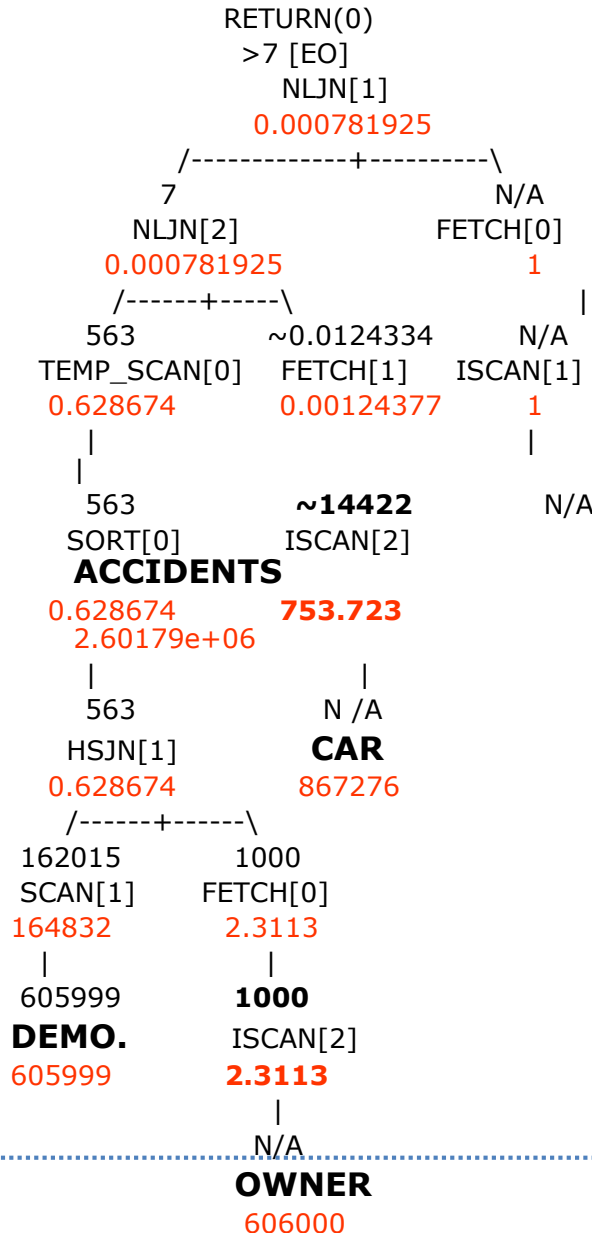 RETURN(0)
>7 [EO]
NLJN[1]
0.000781925
/-------------+----------\
7 N/A
NLJN[2] FETCH[0]
0.000781925 1
/------+-----\ |
563 ~0.0124334 N/A
TEMP_SCAN[0] FETCH[1] ISCAN[1]
0.628674 0.00124377 1
| |
|
563 ~14422 N/A
SORT[0] ISCAN[2]
ACCIDENTS
0.628674 753.723
2.60179e+06
| |
563 N /A
HSJN[1] CAR
0.628674 867276
/------+------\
162015 1000
SCAN[1] FETCH[0]
164832 2.3113
| |
605999 1000
DEMO. ISCAN[2]
605999 2.3113
|
N/A
OWNER
606000